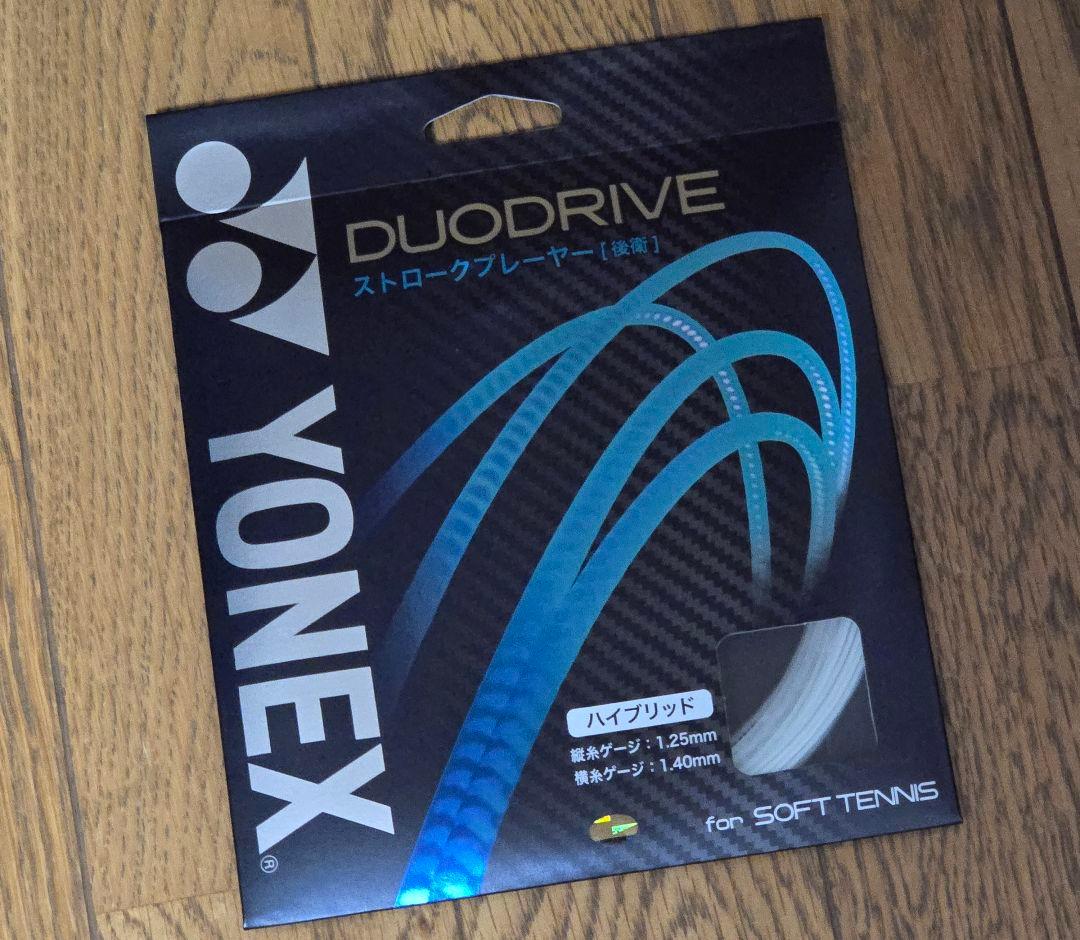 YONEX®
DUODRIVE
ストロークプレーヤー[後衛]
ハイブリッド
縦糸ゲージ：1.25mm
横糸ゲージ：1.40mm
for SOFT TENNIS